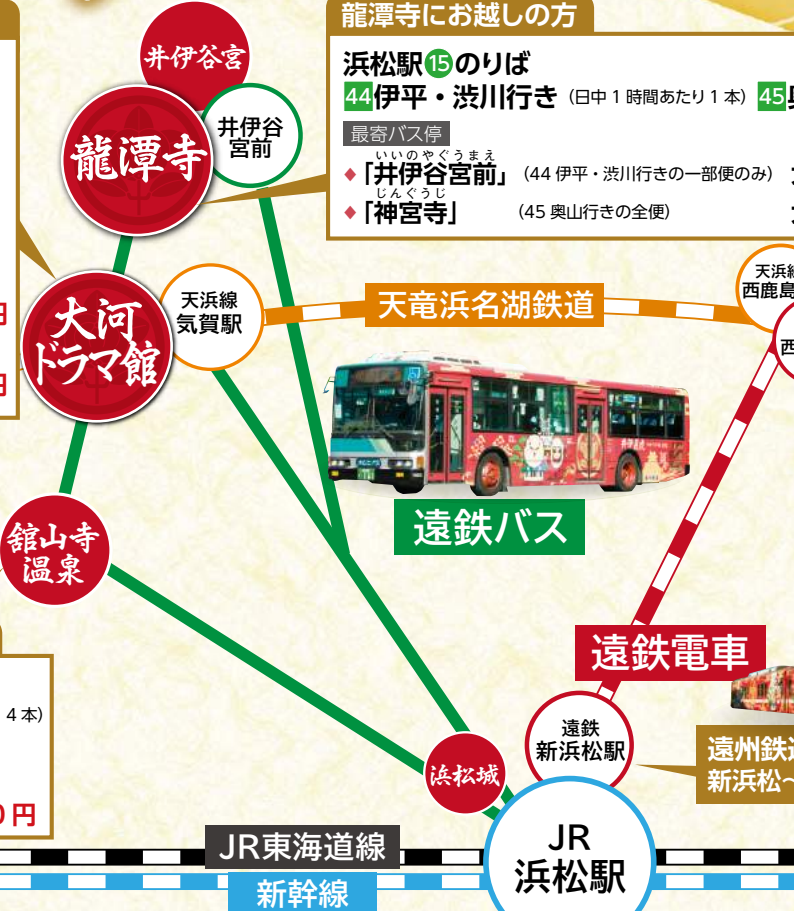 龍潭寺にお越しの方
浜松駅15のりば
44伊平・渋川行き(日中1時間あたり1本) 45奥
最寄バス停
いいのやぐうまえ
◆「井伊谷宮前」(44 伊平・渋川行きの一部便のみ)
じんぐうじ
◆「神宮寺」(45 奥山行きの全便)
井伊谷宮
龍潭寺
井伊谷
宮前
円
円
大河
ドラマ館
天浜線
気賀駅
天竜浜名湖鉄道
天浜線
西鹿島
西
遠鉄バス
舘山寺
温泉
遠鉄電車
4本)
0円
遠鉄
新浜松駅
遠州鉄道
新浜松~
浜松城
JR
浜松駅
JR東海道線
新幹線